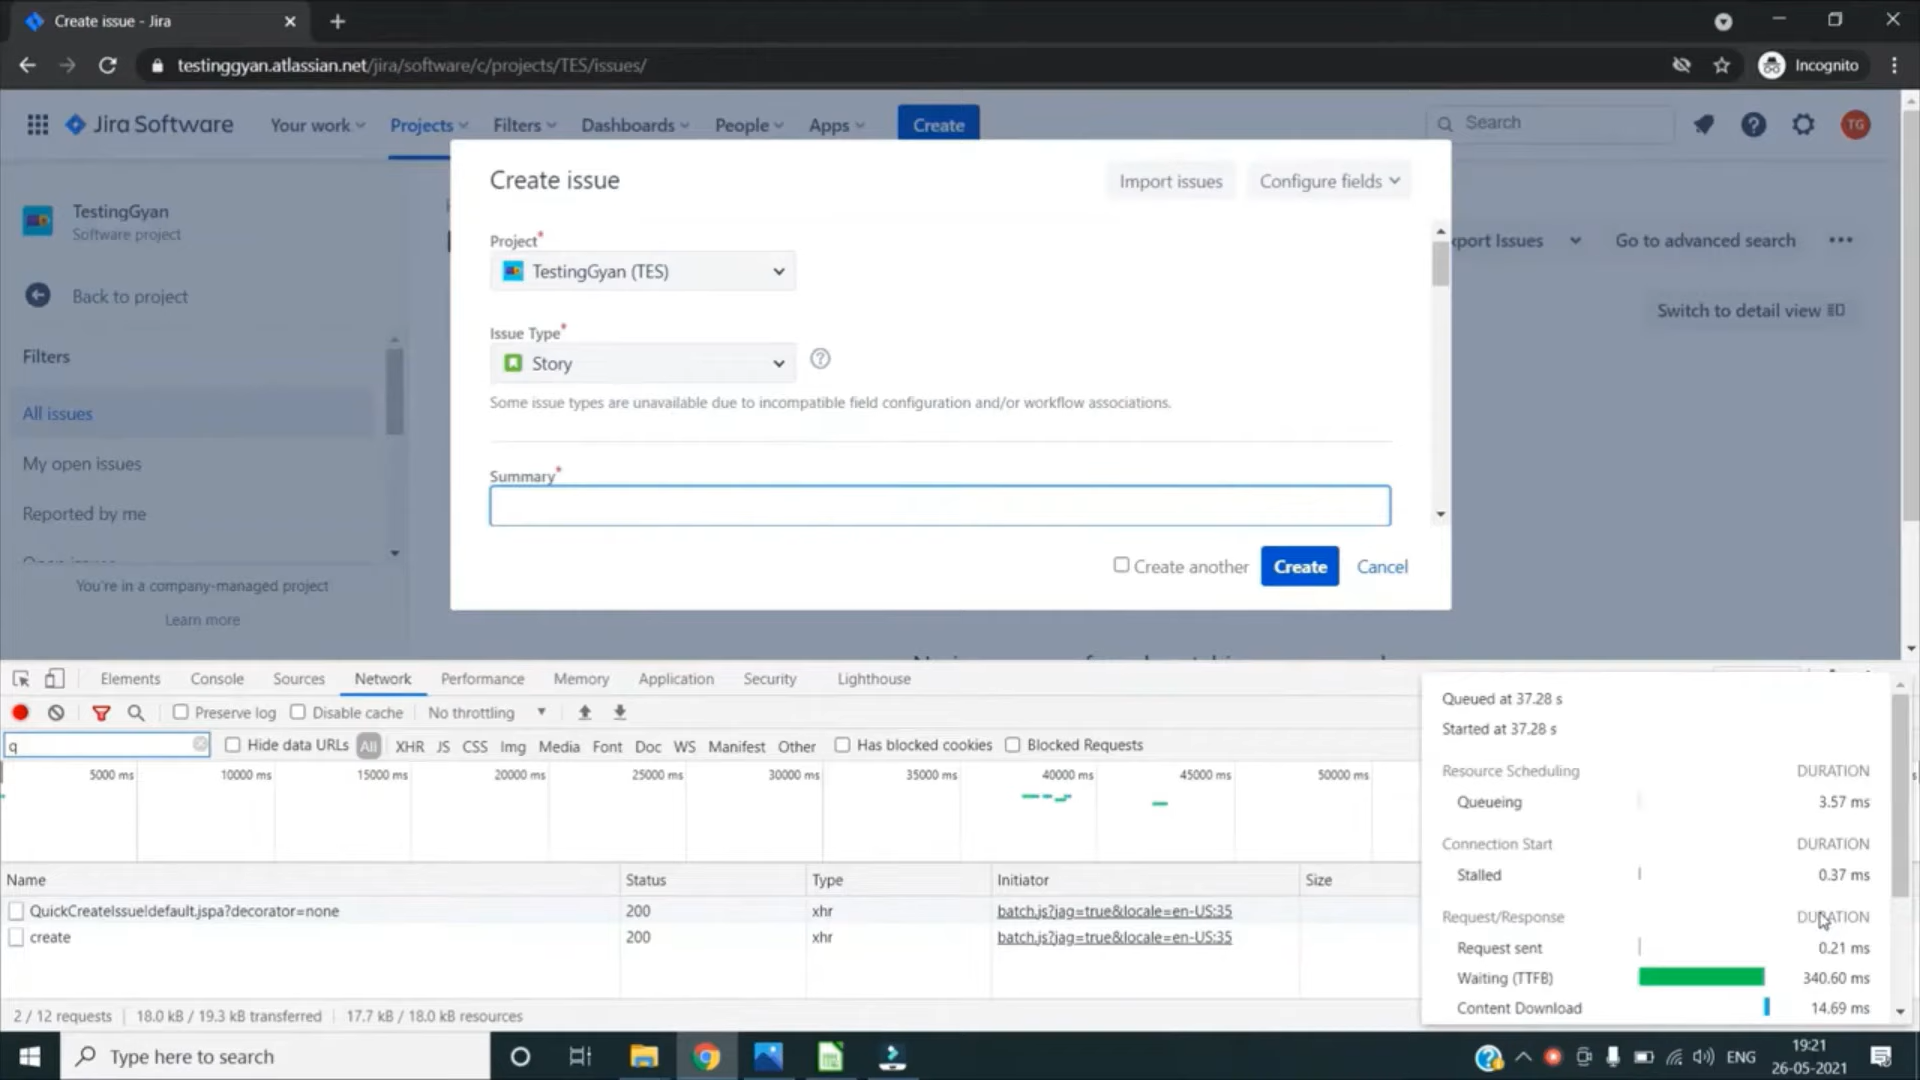 Create issue - Jira
testinggyan.atlassian.net/jira/software/c/projects/TES/issues/
Incognito
Jira Software
Your work
Projects
Filters
Dashboards
People
Apps
Create
Search
TG
TestingGyan
Software project
Back to project
Filters
All issues
My open issues
Reported by me
You're in a company-managed project
Learn more
Create issue
Import issues
Configure fields
Project*
TestingGyan (TES)
Issue Type*
Story
Some issue types are unavailable due to incompatible field configuration and/or workflow associations.
Summary*
Create another
Create
Cancel
port Issues
Go to advanced search
Switch to detail view
Elements
Console
Sources
Network
Performance
Memory
Application
Security
Lighthouse
Preserve log
Disable cache
No throttling
q
Hide data URLs
All
XHR
JS
CSS
Img
Media
Font
Doc
WS
Manifest
Other
Has blocked cookies
Blocked Requests
5000 ms
10000 ms
15000 ms
20000 ms
25000 ms
30000 ms
35000 ms
40000 ms
45000 ms
50000 ms
Name
Status
Type
Initiator
Size
QuickCreateIssue!default.jspa?decorator=none
200
xhr
batch.js?jag=true&locale=en-US:35
create
200
xhr
batch.js?jag=true&locale=en-US:35
2 / 12 requests
18.0 kB / 19.3 kB transferred
17.7 kB / 18.0 kB resources
Queued at 37.28 s
Started at 37.28 s
Resource Scheduling
DURATION
Queueing
3.57 ms
Connection Start
DURATION
Stalled
0.37 ms
Request/Response
DURATION
Request sent
0.21 ms
Waiting (TTFB)
340.60 ms
Content Download
14.69 ms
Type here to search
ENG
19:21
26-05-2021